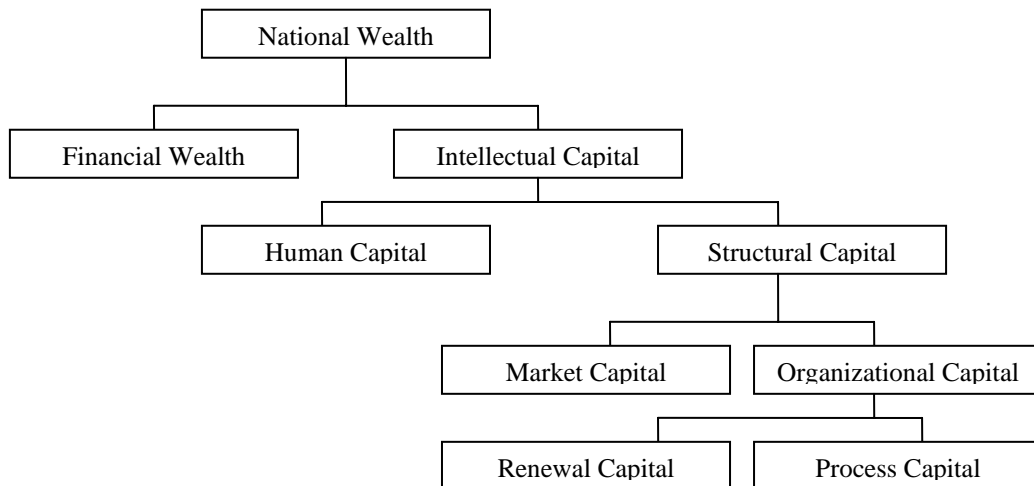 National Wealth
Financial Wealth
Intellectual Capital
Human Capital
Structural Capital
Market Capital
Organizational Capital
Renewal Capital
Process Capital